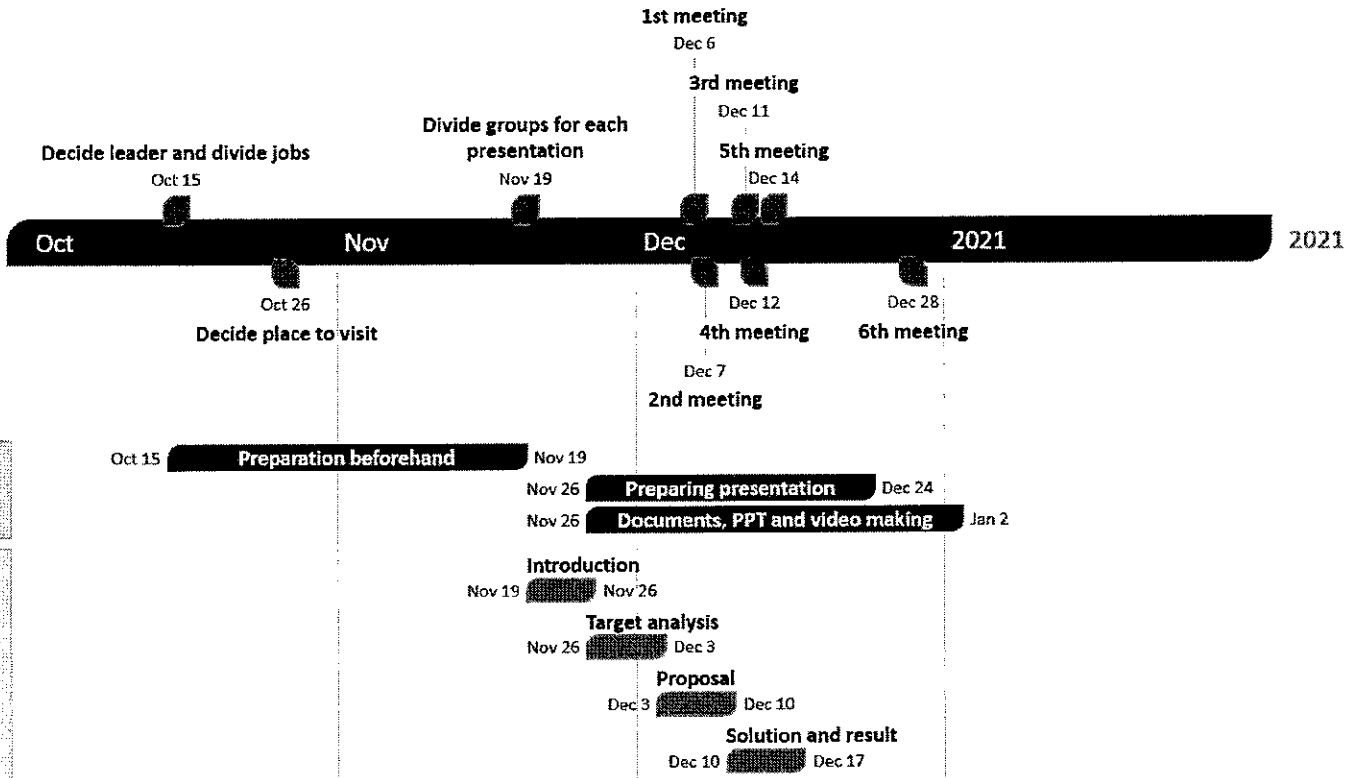 1st meeting
Dec 6
3rd meeting
Dec 11
Divide groups for each
presentation
Nov 19
Decide leader and divide jobs
Oct 15
5th meeting
Dec 14
Oct
Nov
Dec
2021
2021
Oct 26
Decide place to visit
Dec 12
4th meeting
Dec 28
6th meeting
Dec 7
2nd meeting
Oct 15
Preparation beforehand
Nov 19
Nov 26
Preparing presentation
Dec 24
Nov 26
Documents, PPT and video making
Jan 2
Introduction
Nov 19
Nov 26
Target analysis
Nov 26
Dec 3
Proposal
Dec 3
Dec 10
Solution and result
Dec 10
Dec 17